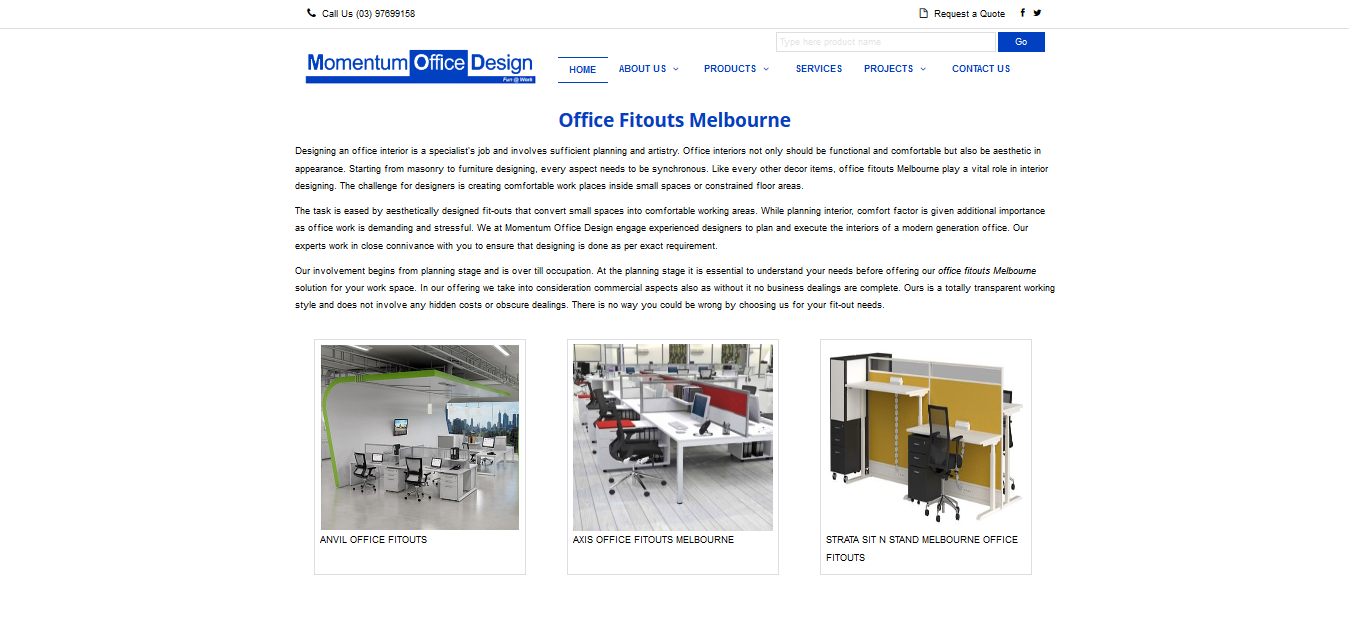 Call Us (03) 97699158
Request a Quote
Type here product name
Go
Momentum Office Design
Fun @ Work
HOME
ABOUT US
PRODUCTS
SERVICES
PROJECTS
CONTACT US
Office Fitouts Melbourne
Designing an office interior is a specialist's job and involves sufficient planning and artistry. Office interiors not only should be functional and comfortable but also be aesthetic in
appearance. Starting from masonry to furniture designing, every aspect needs to be synchronous. Like every other decor items, office fitouts Melbourne play a vital role in interior
designing. The challenge for designers is creating comfortable work places inside small spaces or constrained floor areas.
The task is eased by aesthetically designed fit-outs that convert small spaces into comfortable working areas. While planning interior, comfort factor is given additional importance
as office work is demanding and stressful. We at Momentum Office Design engage experienced designers to plan and execute the interiors of a modern generation office. Our
experts work in close connivance with you to ensure that designing is done as per exact requirement.
Our involvement begins from planning stage and is over till occupation. At the planning stage it is essential to understand your needs before offering our office fitouts Melbourne
solution for your work space. In our offering we take into consideration commercial aspects also as without it no business dealings are complete. Ours is a totally transparent working
style and does not involve any hidden costs or obscure dealings. There is no way you could be wrong by choosing us for your fit-out needs.
ANVIL OFFICE FITOUTS
AXIS OFFICE FITOUTS MELBOURNE
STRATA SIT N STAND MELBOURNE OFFICE
FITOUTS